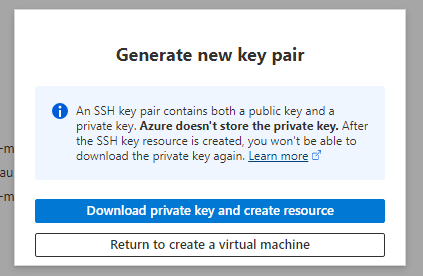 Generate new key pair
An SSH key pair contains both a public key and a
private key. Azure doesn't store the private key. After
the SSH key resource is created, you won't be able to
download the private key again. Learn more
Download private key and create resource
Return to create a virtual machine
-m
au
-m